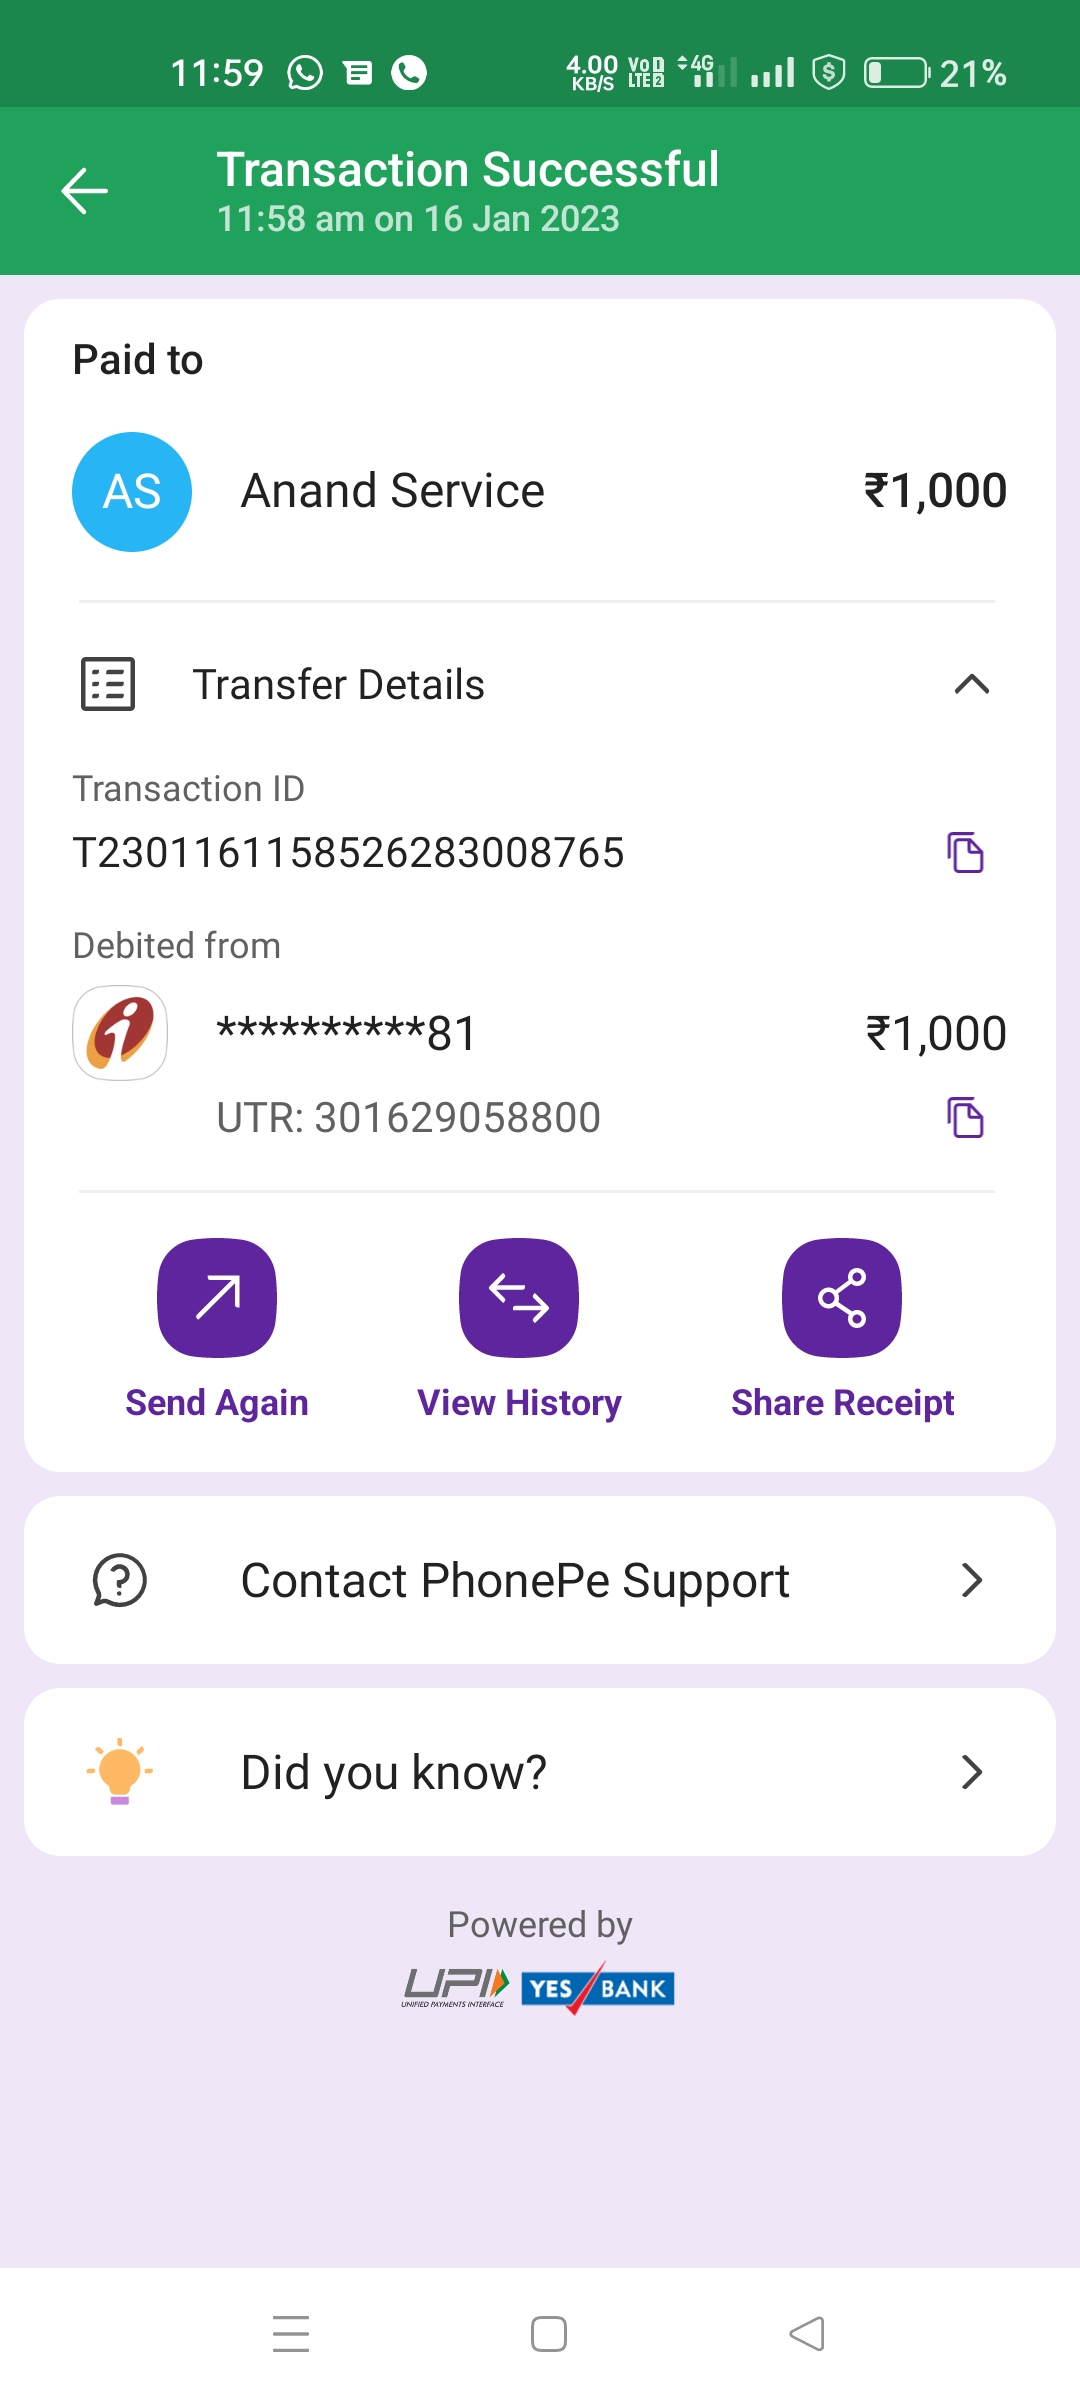 11:59
4.00 KB/S
VoD LTE2
4G
21%
Transaction Successful
11:58 am on 16 Jan 2023
Paid to
AS
Anand Service
₹1,000
Transfer Details
Transaction ID
T2301161158526283008765
Debited from
**********81
₹1,000
UTR: 301629058800
Send Again
View History
Share Receipt
Contact PhonePe Support
Did you know?
Powered by
UPI
UNIFIED PAYMENTS INTERFACE
YES BANK